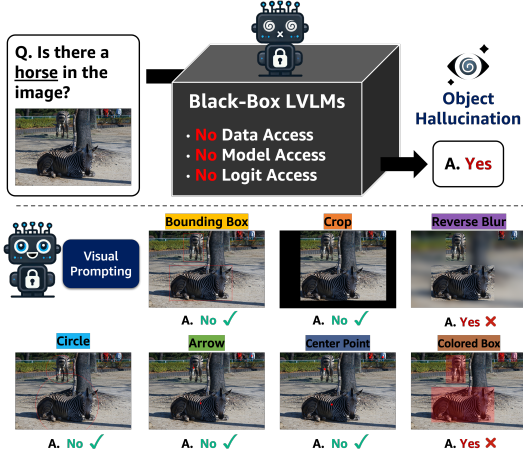 Q. Is there a
horse in the
image?
Black-Box LVLMs
· No Data Access
· No Model Access
· No Logit Access
Object
Hallucination
A. Yes
Visual
Prompting
Bounding Box
Crop
Reverse Blur
A. No ✓
A. No ✓
A. Yes ✗
Circle
Arrow
Center Point
Colored Box
A. No ✓
A. No ✓
A. No ✓
A. Yes ✗